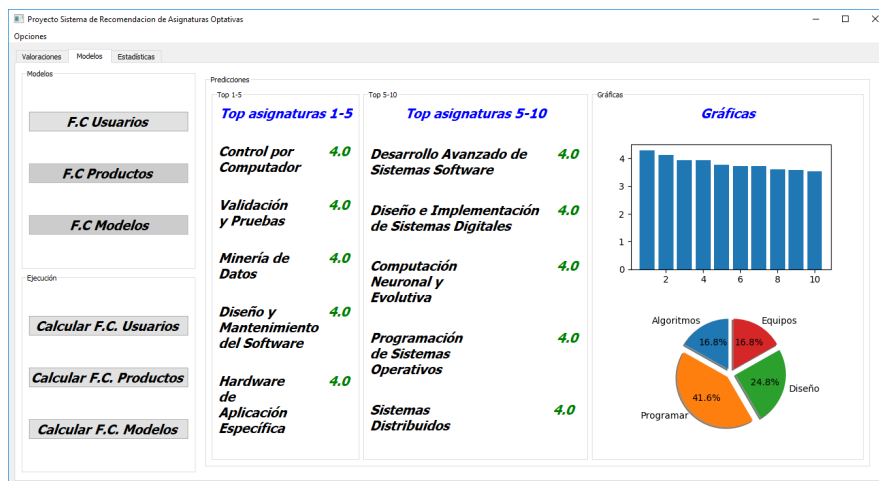 Proyecto Sistema de Recomendacion de Asignaturas Optativas
Opciones
Valoraciones
Modelos
Estadísticas
Modelos
F.C Usuarios
F.C Productos
F.C Modelos
Ejecución
Calcular F.C. Usuarios
Calcular F.C. Productos
Calcular F.C. Modelos
Predicciones
Top 1-5
Top asignaturas 1-5
Control por 4.0
Computador
Validación 4.0
y Pruebas
Minería de 4.0
Datos
Diseño y 4.0
Mantenimiento
del Software
Hardware 4.0
de
Aplicación
Específica
Top 5-10
Top asignaturas 5-10
Desarrollo Avanzado de 4.0
Sistemas Software
Diseño e Implementación 4.0
de Sistemas Digitales
Computación 4.0
Neuronal y
Evolutiva
Programación 4.0
de Sistemas
Operativos
Sistemas 4.0
Distribuidos
Gráficas
Gráficas
4
3
2
1
0
2 4 6 8 10
Algoritmos Equipos
16.8% 16.8%
24.8% Diseño
41.6%
Programar